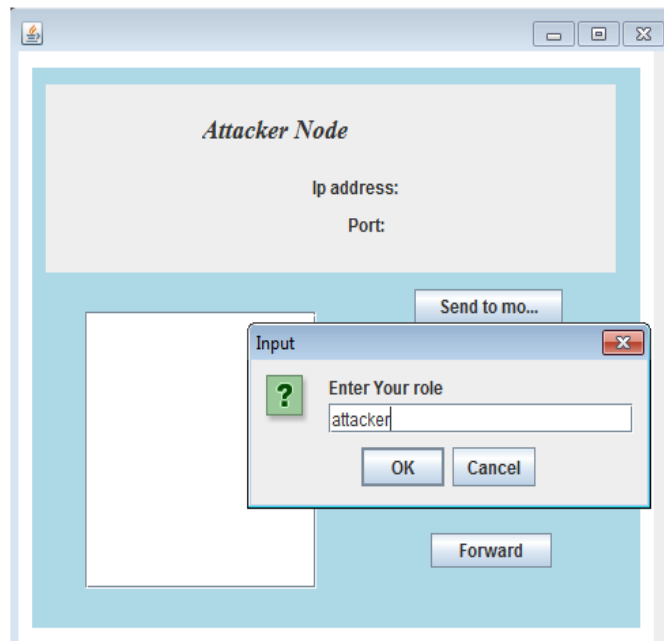 Attacker Node
Ip address:
Port:
Send to mo...
Input
?
Enter Your role
attacker
OK
Cancel
Forward